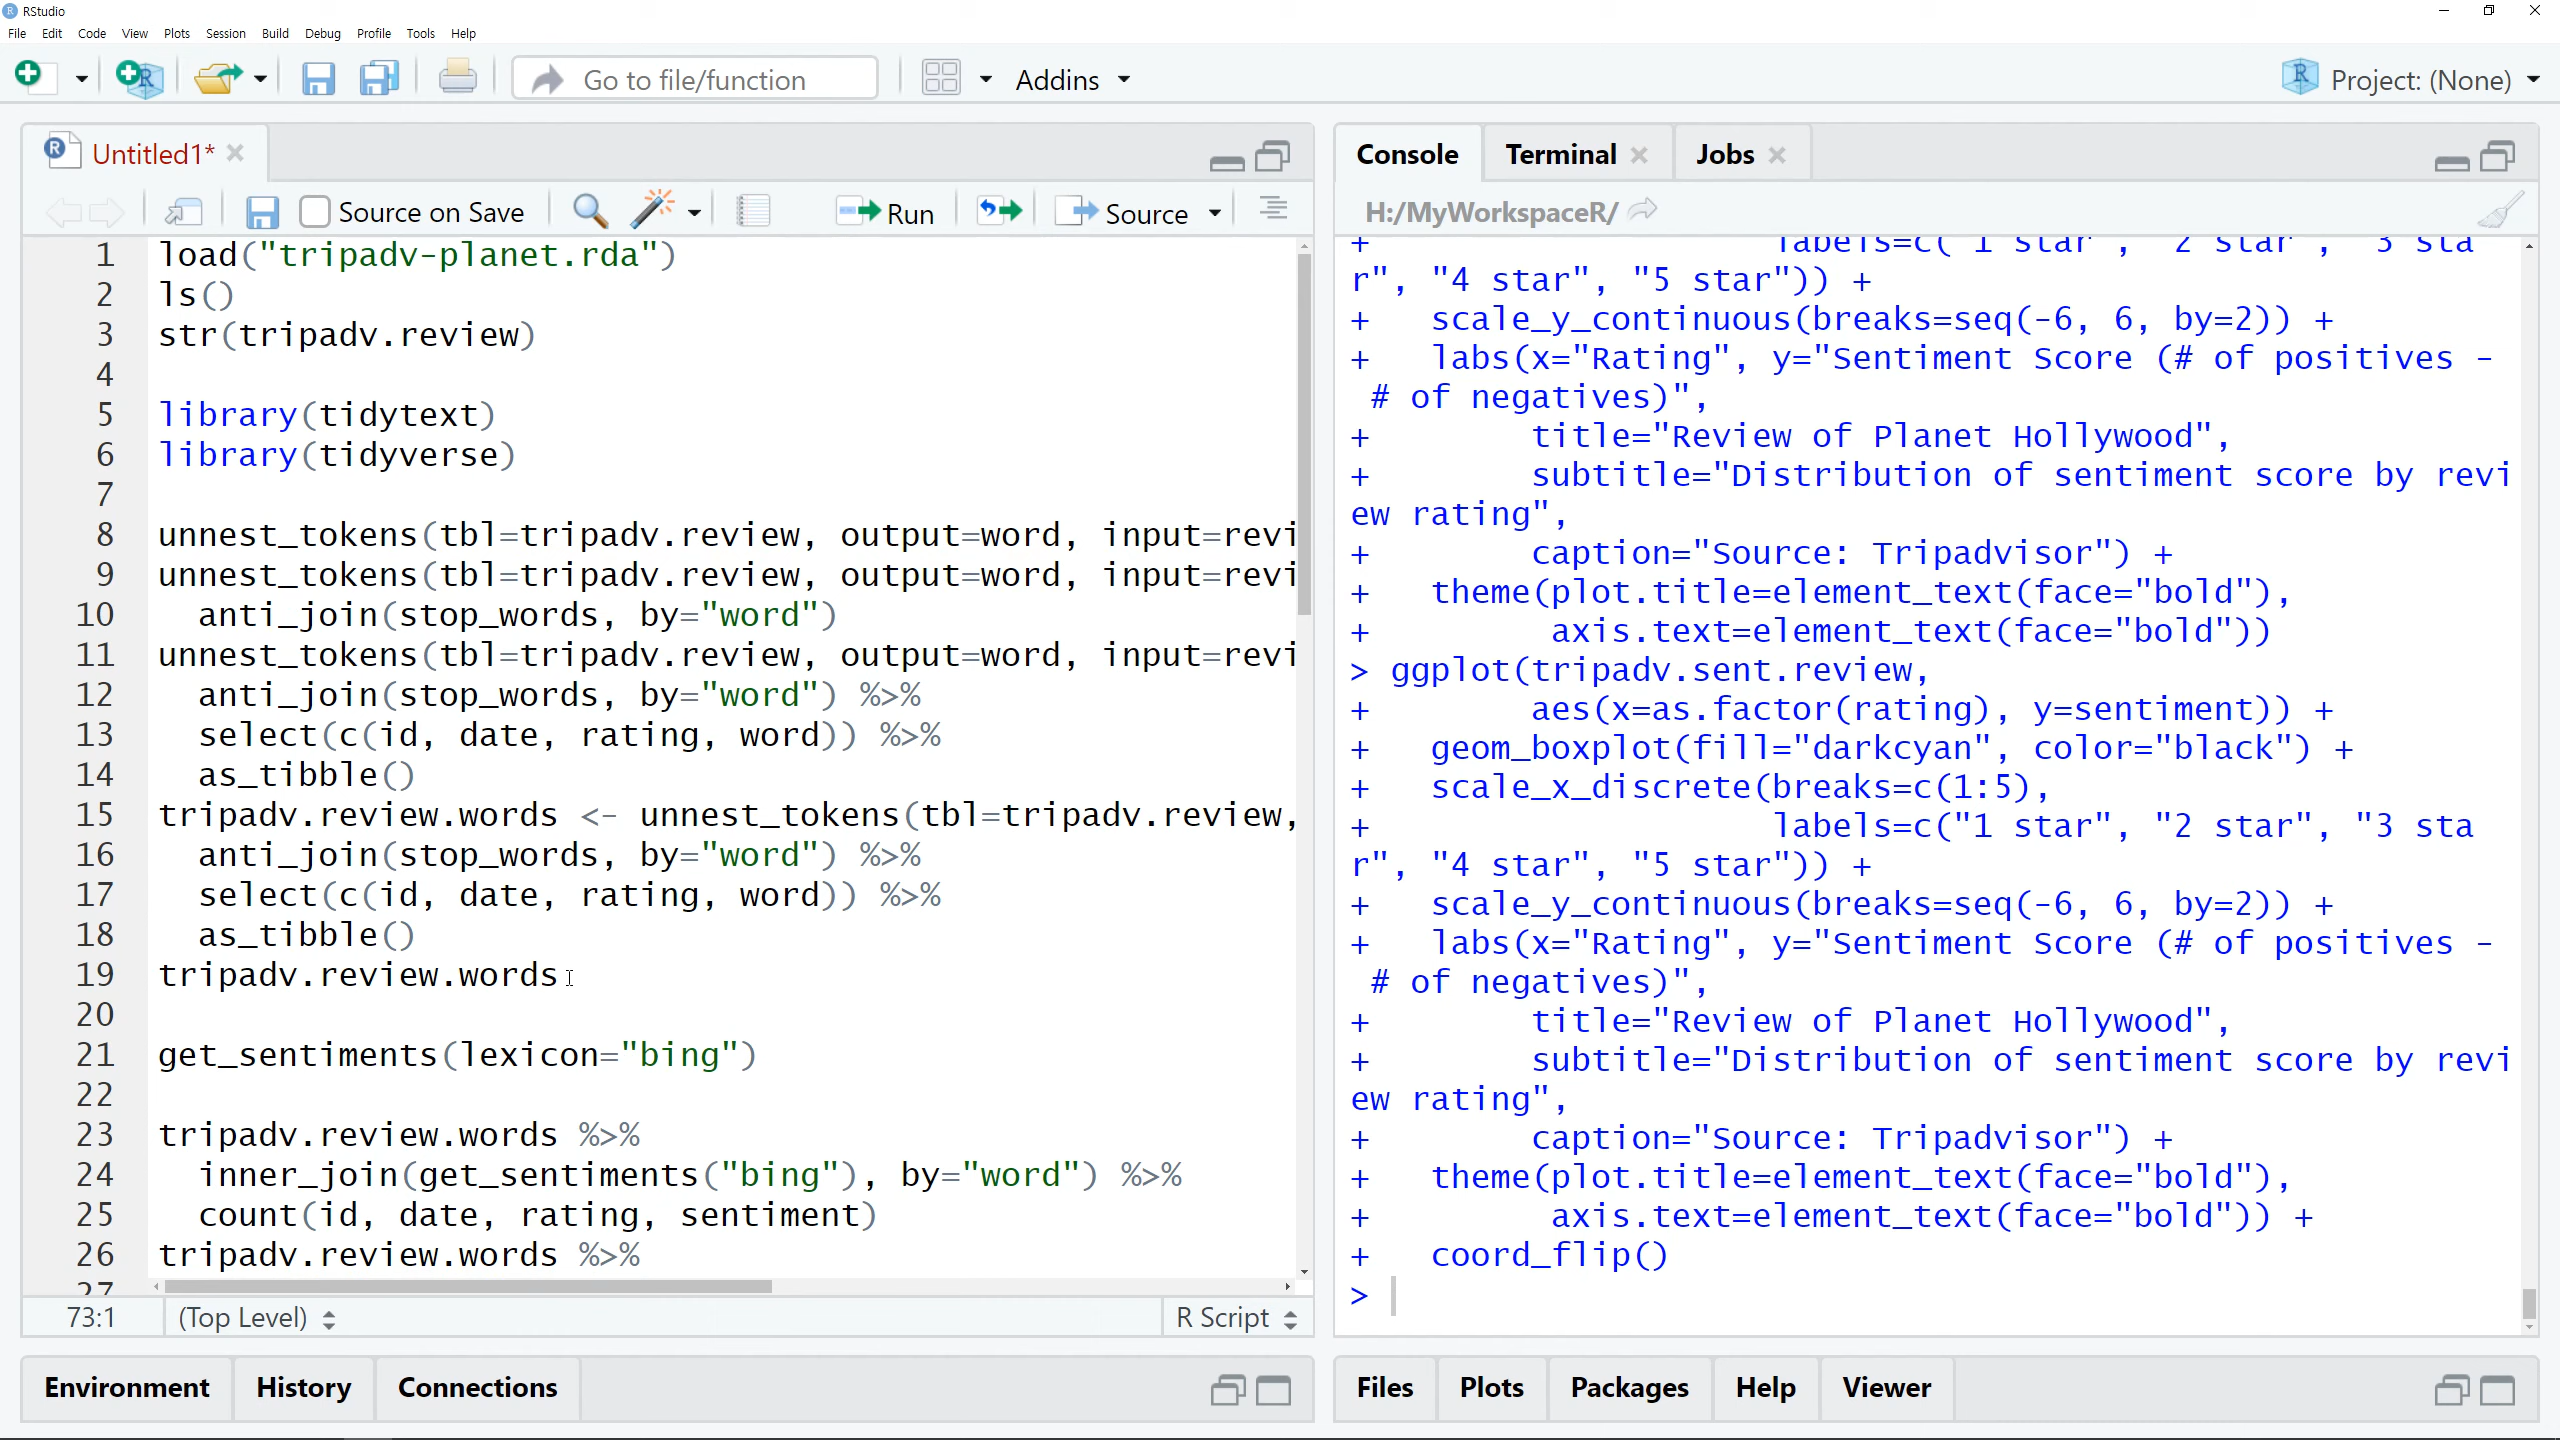 RStudio
File Edit Code View Plots Session Build Debug Profile Tools Help
Go to file/function Addins Project: (None)
Untitled1*
Source on Save Run Source
1 load("tripadv-planet.rda")
2 ls()
3 str(tripadv.review)
4
5 library(tidytext)
6 library(tidyverse)
7
8 unnest_tokens(tbl=tripadv.review, output=word, input=revi
9 unnest_tokens(tbl=tripadv.review, output=word, input=revi
10 anti_join(stop_words, by="word")
11 unnest_tokens(tbl=tripadv.review, output=word, input=revi
12 anti_join(stop_words, by="word") %>%
13 select(c(id, date, rating, word)) %>%
14 as_tibble()
15 tripadv.review.words <- unnest_tokens(tbl=tripadv.review,
16 anti_join(stop_words, by="word") %>%
17 select(c(id, date, rating, word)) %>%
18 as_tibble()
19 tripadv.review.words
20
21 get_sentiments(lexicon="bing")
22
23 tripadv.review.words %>%
24 inner_join(get_sentiments("bing"), by="word") %>%
25 count(id, date, rating, sentiment)
26 tripadv.review.words %>%
27
73:1 (Top Level) R Script
Environment History Connections
Console Terminal Jobs
H:/MyWorkspaceR/
+ labels=c("1 star", "2 star", "3 sta
r", "4 star", "5 star")) +
+ scale_y_continuous(breaks=seq(-6, 6, by=2)) +
+ labs(x="Rating", y="Sentiment Score (# of positives -
# of negatives)",
+ title="Review of Planet Hollywood",
+ subtitle="Distribution of sentiment score by revi
ew rating",
+ caption="Source: Tripadvisor") +
+ theme(plot.title=element_text(face="bold"),
+ axis.text=element_text(face="bold"))
> ggplot(tripadv.sent.review,
+ aes(x=as.factor(rating), y=sentiment)) +
+ geom_boxplot(fill="darkcyan", color="black") +
+ scale_x_discrete(breaks=c(1:5),
+ labels=c("1 star", "2 star", "3 sta
r", "4 star", "5 star")) +
+ scale_y_continuous(breaks=seq(-6, 6, by=2)) +
+ labs(x="Rating", y="Sentiment Score (# of positives -
# of negatives)",
+ title="Review of Planet Hollywood",
+ subtitle="Distribution of sentiment score by revi
ew rating",
+ caption="Source: Tripadvisor") +
+ theme(plot.title=element_text(face="bold"),
+ axis.text=element_text(face="bold")) +
+ coord_flip()
>
Files Plots Packages Help Viewer